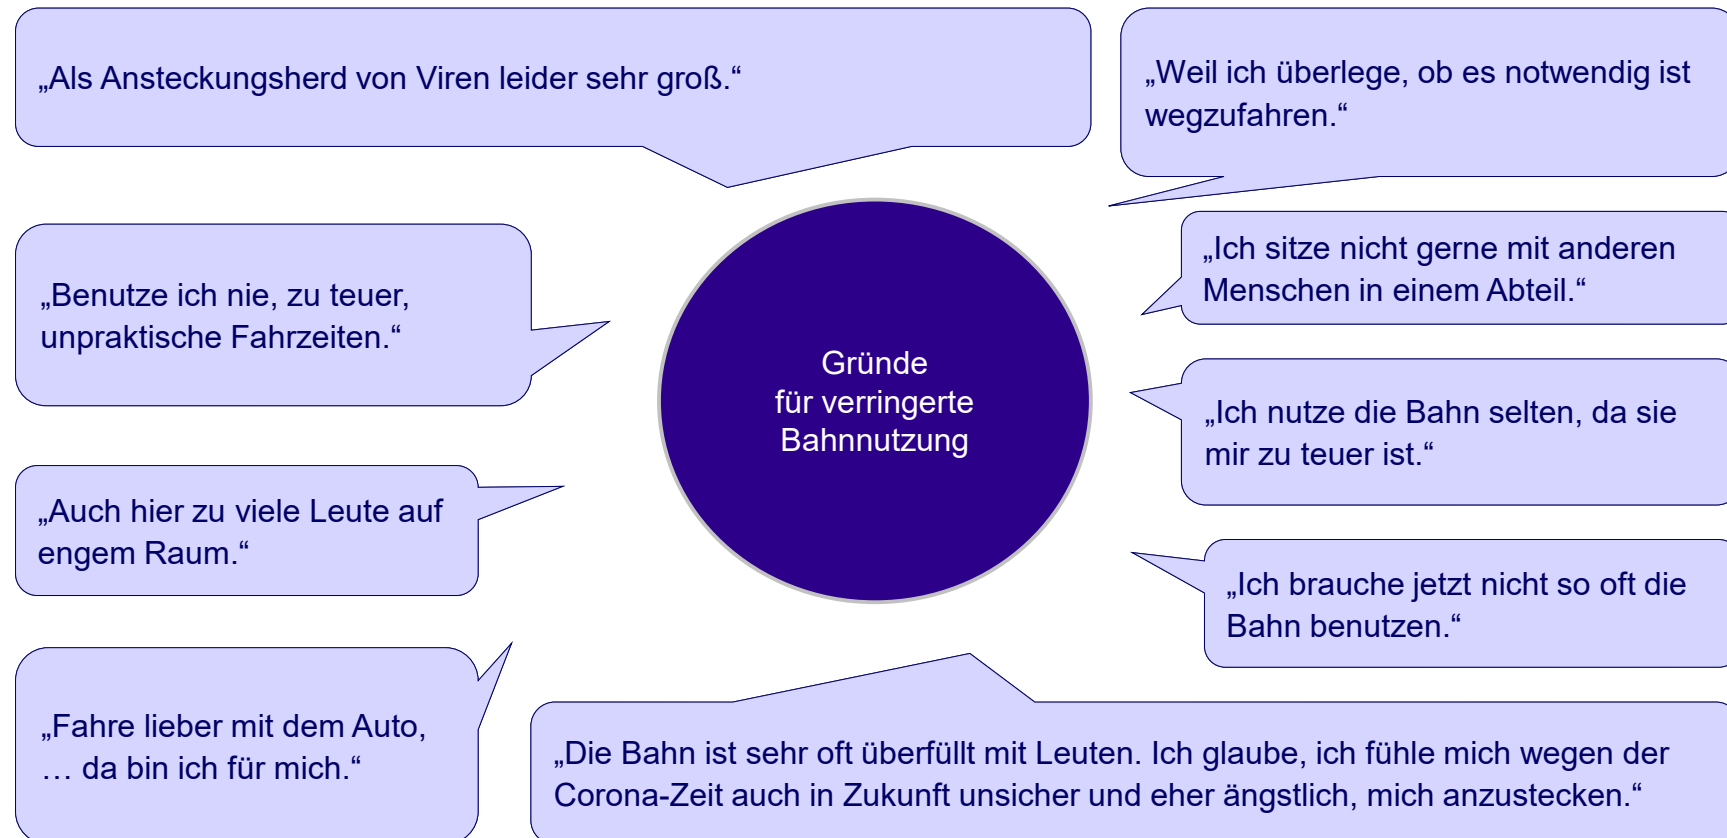 „Als Ansteckungsherd von Viren leider sehr groß.“
„Weil ich überlege, ob es notwendig ist
wegzufahren.“
„Benutze ich nie, zu teuer,
unpraktische Fahrzeiten.“
„Ich sitze nicht gerne mit anderen
Menschen in einem Abteil.“
Gründe
für verringerte
Bahnnutzung
„Ich nutze die Bahn selten, da sie
mir zu teuer ist.“
„Auch hier zu viele Leute auf
engem Raum.“
„Ich brauche jetzt nicht so oft die
Bahn benutzen.“
„Fahre lieber mit dem Auto,
… da bin ich für mich.“
„Die Bahn ist sehr oft überfüllt mit Leuten. Ich glaube, ich fühle mich wegen der
Corona-Zeit auch in Zukunft unsicher und eher ängstlich, mich anzustecken.“